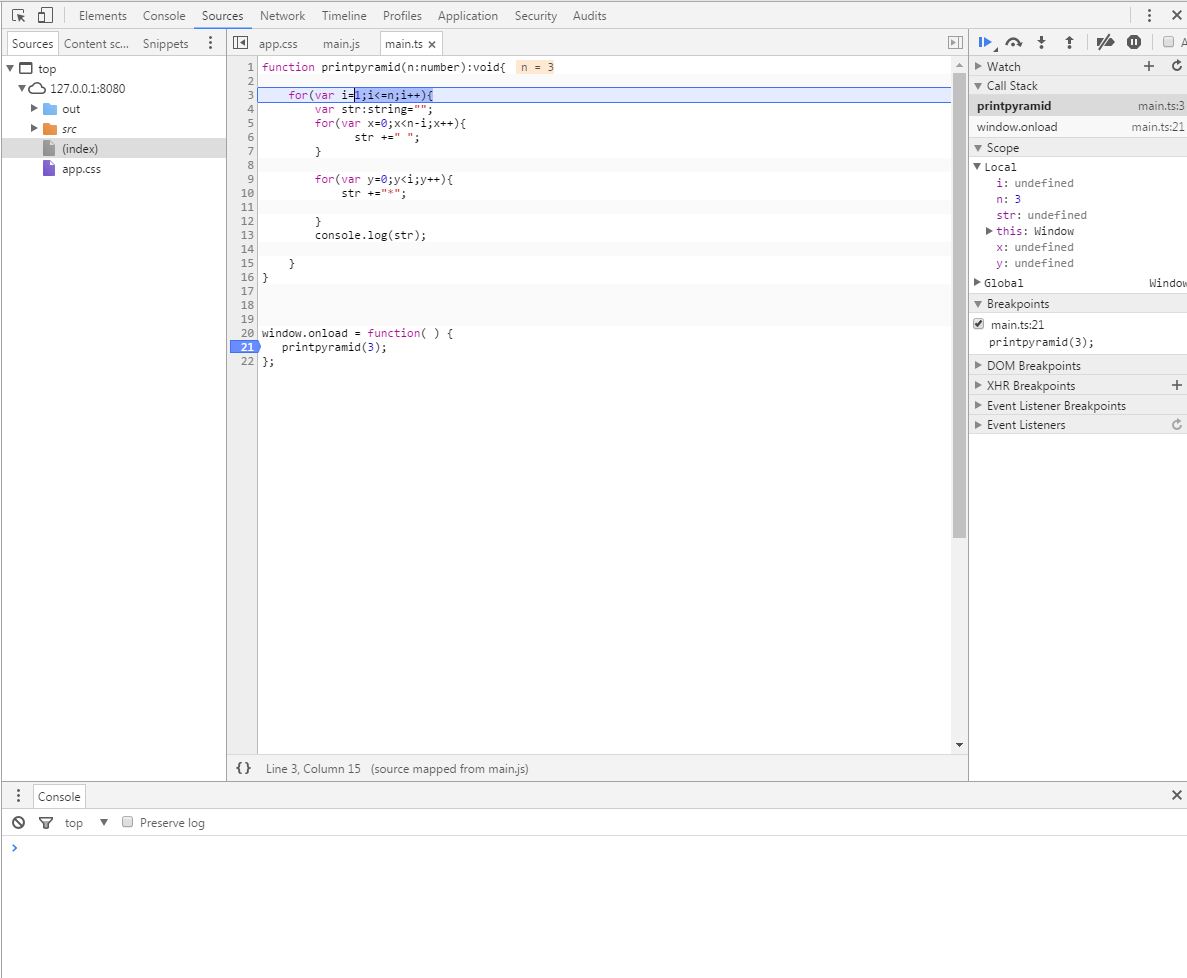 Elements Console Sources Network Timeline Profiles Application Security Audits
Sources Content sc... Snippets
app.css main.js main.ts ×
top
127.0.0.1:8080
out
src
(index)
app.css
1 function printpyramid(n:number):void{ n = 3
2
3 for(var i=1;i<=n;i++){
4 var str:string="";
5 for(var x=0;x<n-i;x++){
6 str +=" ";
7 }
8
9 for(var y=0;y<i;y++){
10 str +="*";
11
12 }
13 console.log(str);
14
15 }
16 }
17
18
19
20 window.onload = function( ) {
21 printpyramid(3);
22 };
{} Line 3, Column 15 (source mapped from main.js)
A
Watch
Call Stack
printpyramid main.ts:3
window.onload main.ts:21
Scope
Local
i: undefined
n: 3
str: undefined
this: Window
x: undefined
y: undefined
Global Window
Breakpoints
main.ts:21
printpyramid(3);
DOM Breakpoints
XHR Breakpoints
Event Listener Breakpoints
Event Listeners
Console
top Preserve log
>